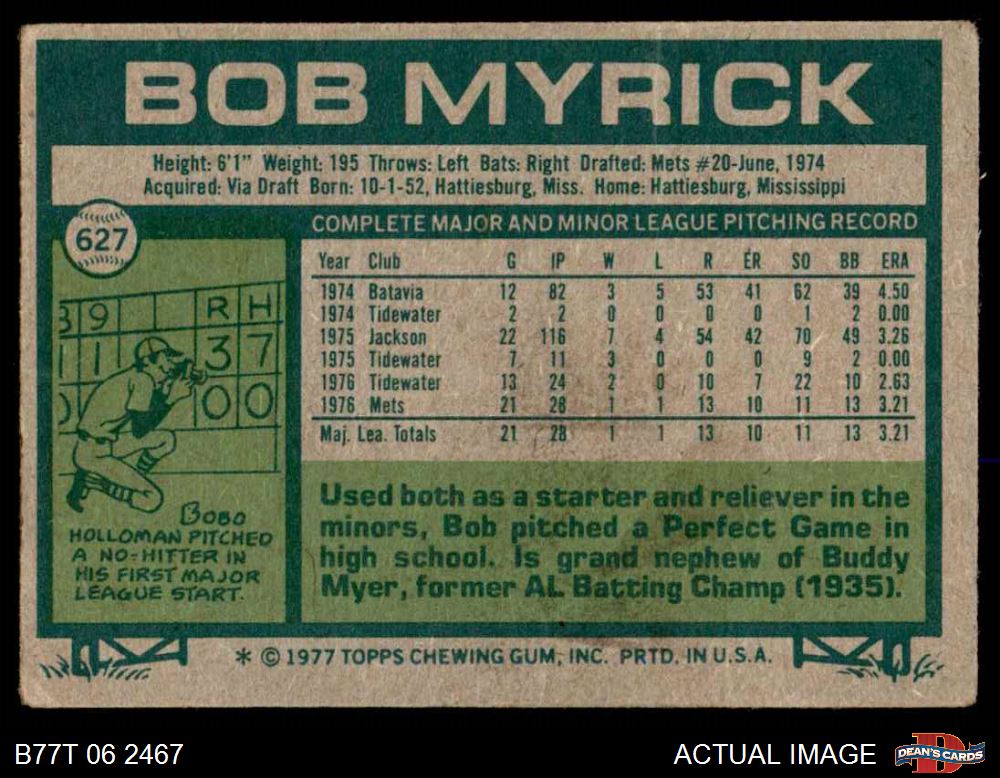 BOB MYRICK
Height: 6'1" Weight: 195 Throws: Left Bats: Right Drafted: Mets #20-June, 1974
Acquired: Via Draft Born: 10-1-52, Hattiesburg, Miss. Home: Hattiesburg, Mississippi
627
COMPLETE MAJOR AND MINOR LEAGUE PITCHING RECORD
Year Club G IP W L R ER SO BB ERA
1974 Batavia 12 82 3 5 53 41 62 39 4.50
1974 Tidewater 2 2 0 0 0 0 1 2 0.00
1975 Jackson 22 116 7 4 54 42 70 49 3.26
1975 Tidewater 7 11 3 0 0 0 9 2 0.00
1976 Tidewater 13 24 2 0 10 7 22 10 2.63
1976 Mets 21 28 1 1 13 10 11 13 3.21
Maj. Lea. Totals 21 28 1 1 13 10 11 13 3.21
9 R H
1 1 3 7
0 0 0
BOBO
HOLLOMAN PITCHED
A NO-HITTER IN
HIS FIRST MAJOR
LEAGUE START.
Used both as a starter and reliever in the
minors, Bob pitched a Perfect Game in
high school. Is grand nephew of Buddy
Myer, former AL Batting Champ (1935).
* © 1977 TOPPS CHEWING GUM, INC. PRTD. IN U.S.A.
B77T 06 2467
ACTUAL IMAGE
DEAN'S CARDS